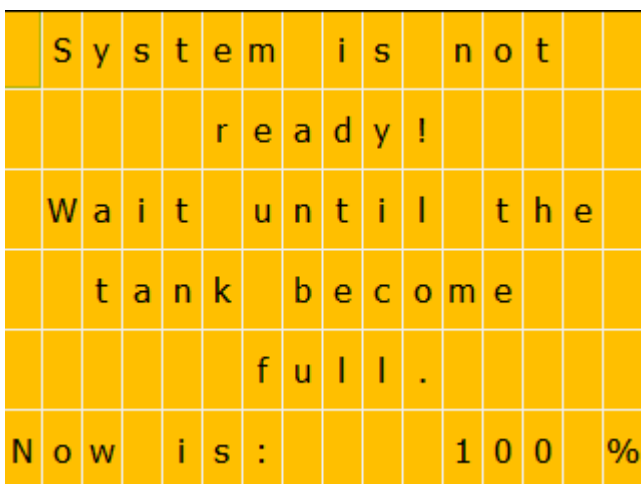 System is not
ready!
Wait until the
tank become
full.
Now is: 100 %